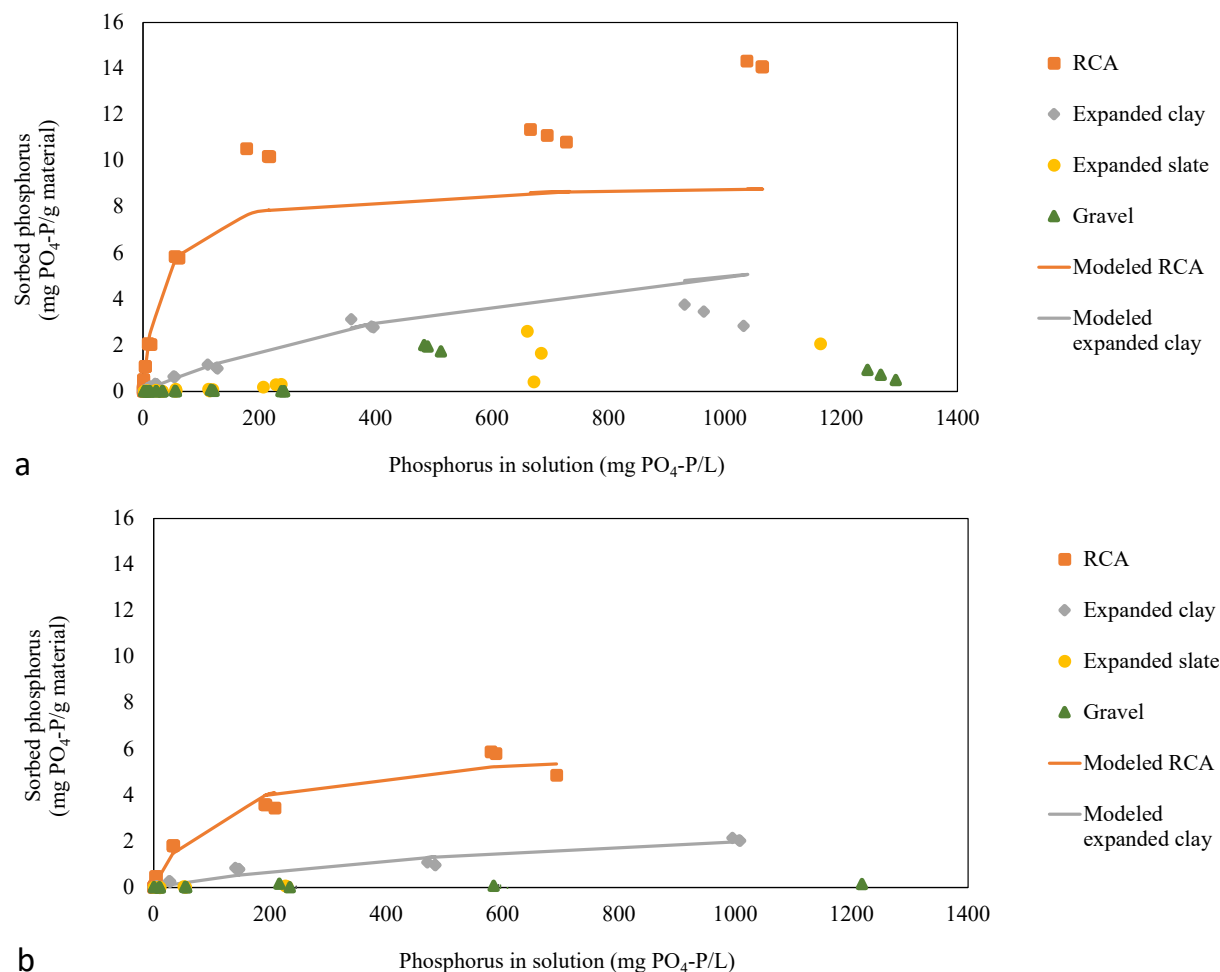 16
14
12
10
8
6
4
2
0
Sorbed phosphorus
(mg PO₄-P/g material)
0 200 400 600 800 1000 1200 1400
Phosphorus in solution (mg PO₄-P/L)
RCA
Expanded clay
Expanded slate
Gravel
Modeled RCA
Modeled
expanded clay
a
16
14
12
10
8
6
4
2
0
Sorbed phosphorus
(mg PO₄-P/g material)
0 200 400 600 800 1000 1200 1400
Phosphorus in solution (mg PO₄-P/L)
RCA
Expanded clay
Expanded slate
Gravel
Modeled RCA
Modeled
expanded clay
b